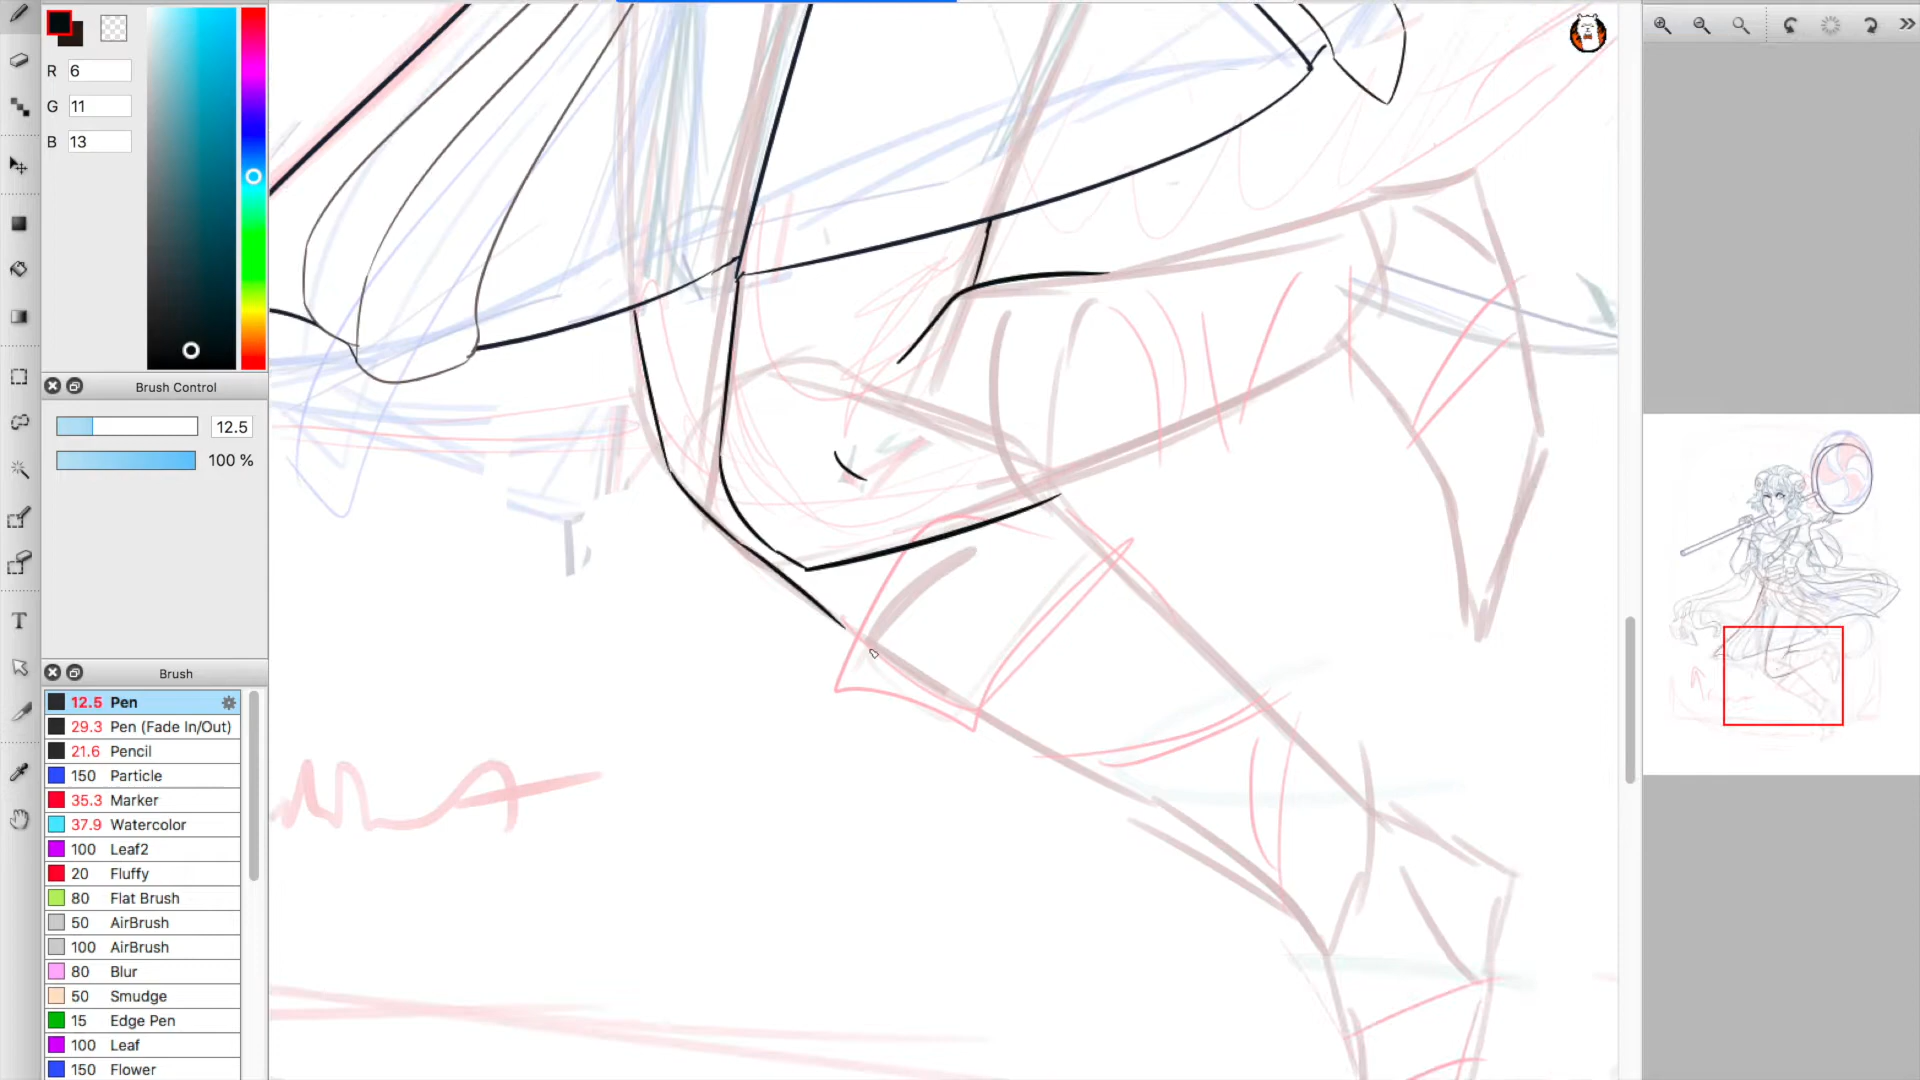 R 6
G 11
B 13
Brush Control
12.5
100 %
Brush
12.5 Pen
29.3 Pen (Fade In/Out)
21.6 Pencil
150 Particle
35.3 Marker
37.9 Watercolor
100 Leaf2
20 Fluffy
80 Flat Brush
50 AirBrush
100 AirBrush
80 Blur
50 Smudge
15 Edge Pen
100 Leaf
150 Flower